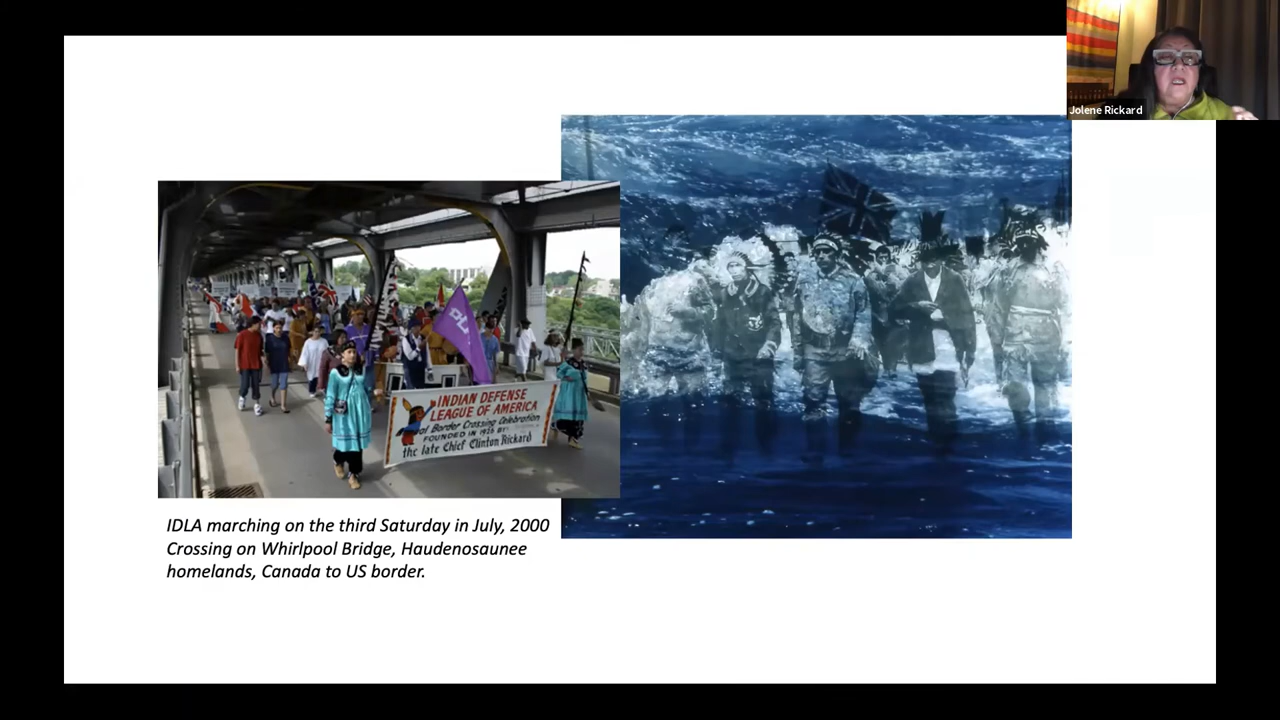 Jolene Rickard
INDIAN DEFENSE
LEAGUE OF AMERICA
Border Crossing Celebration
FOUNDED IN 1925 BY
the late Chief Clinton Rickard
IDLA marching on the third Saturday in July, 2000
Crossing on Whirlpool Bridge, Haudenosaunee
homelands, Canada to US border.